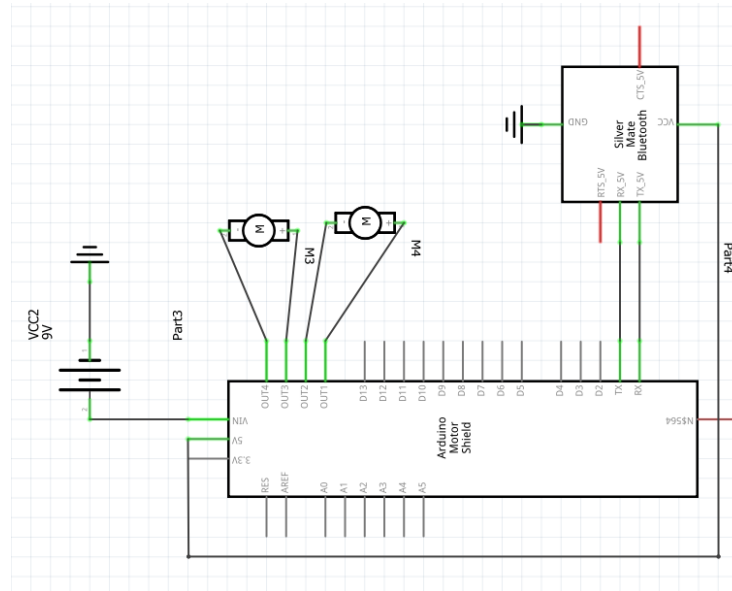 CTS_5V
GND
VCC
Silver
Mate
Bluetooth
RTS_5V
RX_5V
TX_5V
M
M
-
+
-
+
M3
M4
Part4
VCC2
9V
1
2
Part3
OUT4
OUT3
OUT2
OUT1
D13
D12
D11
D10
D9
D8
D7
D6
D5
D4
D3
D2
TX
RX
VIN
5V
3.3V
Arduino
Motor
Shield
N$564
RES
AREF
A0
A1
A2
A3
A4
A5